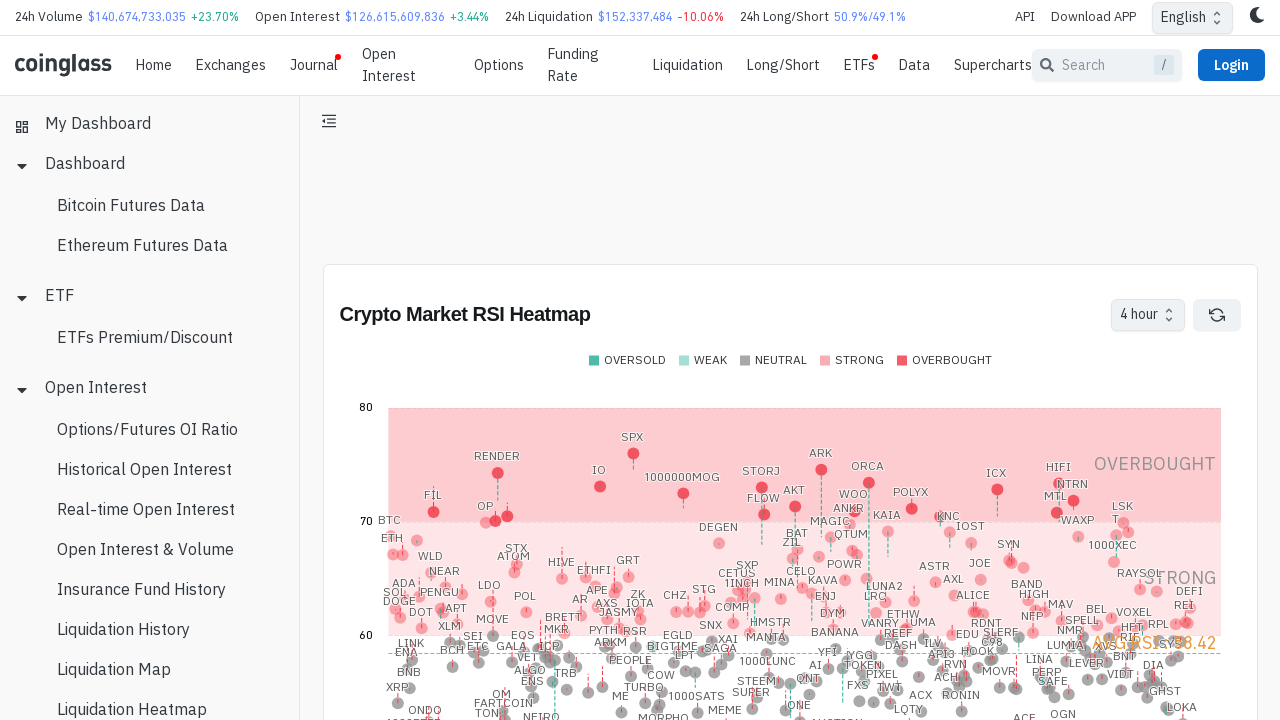 24h Volume $140,674,733,035 +23.70% Open Interest $126,615,609,836 +3.44% 24h Liquidation $152,337,484 -10.06% 24h Long/Short 50.9%/49.1% API Download APP English
coinglass Home Exchanges Journal Open Interest Options Funding Rate Liquidation Long/Short ETFs Data Supercharts Search / Login
My Dashboard
Dashboard
Bitcoin Futures Data
Ethereum Futures Data
ETF
ETFs Premium/Discount
Open Interest
Options/Futures OI Ratio
Historical Open Interest
Real-time Open Interest
Open Interest & Volume
Insurance Fund History
Liquidation History
Liquidation Map
Liquidation Heatmap
Crypto Market RSI Heatmap 4 hour
OVERSOLD WEAK NEUTRAL STRONG OVERBOUGHT
80
SPX
RENDER ARK
OVERBOUGHT
IO 1000000MOG STORJ ORCA ICX HIFI
NTRN
FIL FLOW AKT WOO POLYX MTL
OP ANKR LSK
70 BTC DEGEN MAGIC KAIA KNC IOST WAXP T
ETH BAT QTUM
STX ZIL SYN 1000XEC
WLD ATOM HIVE GRT SXP POWR ASTR JOE
NEAR ETHFI CETUS CELO RAYSOL STRONG
ADA LDO APE 1INCH MINA KAVA LUNA2 AXL BAND
SOL PENGU POL AR ZK CHZ STG ENJ LRC ALICE HIGH DEFI
DOGE AXS IOTA COMP MAV REI
DOT APT BRETT JASMY DYM ETHW NFP BEL VOXEL
XLM MOVE MKR PYTH SNX HMSTR VANRY UMA RDNT SPELL RPL
60 SEI EQS RSR EGLD XAI MANTA BANANA REEF EDU SLERF NMR
LINK BCH ETC GALA ICP ARKM BIGTIME SAGA YFI DASH ILV C98 LUMIA AVG RSI
ENA VET PEOPLE LPT 1000LUNC AI YGG API3 HOOK LINA LEVER BNT
BNB ALGO TRB COW TOKEN RVN MOVR PERP VIDT DIA
XRP ENS TURBO STEEM QNT FXS PIXEL ACH SAFE
ME 1000SATS SUPER TWT ACX RONIN GHST
ONDO FARTCOIN MEME ONE LQTY OGN LOKA
TON NEIRO MORPHO ACE